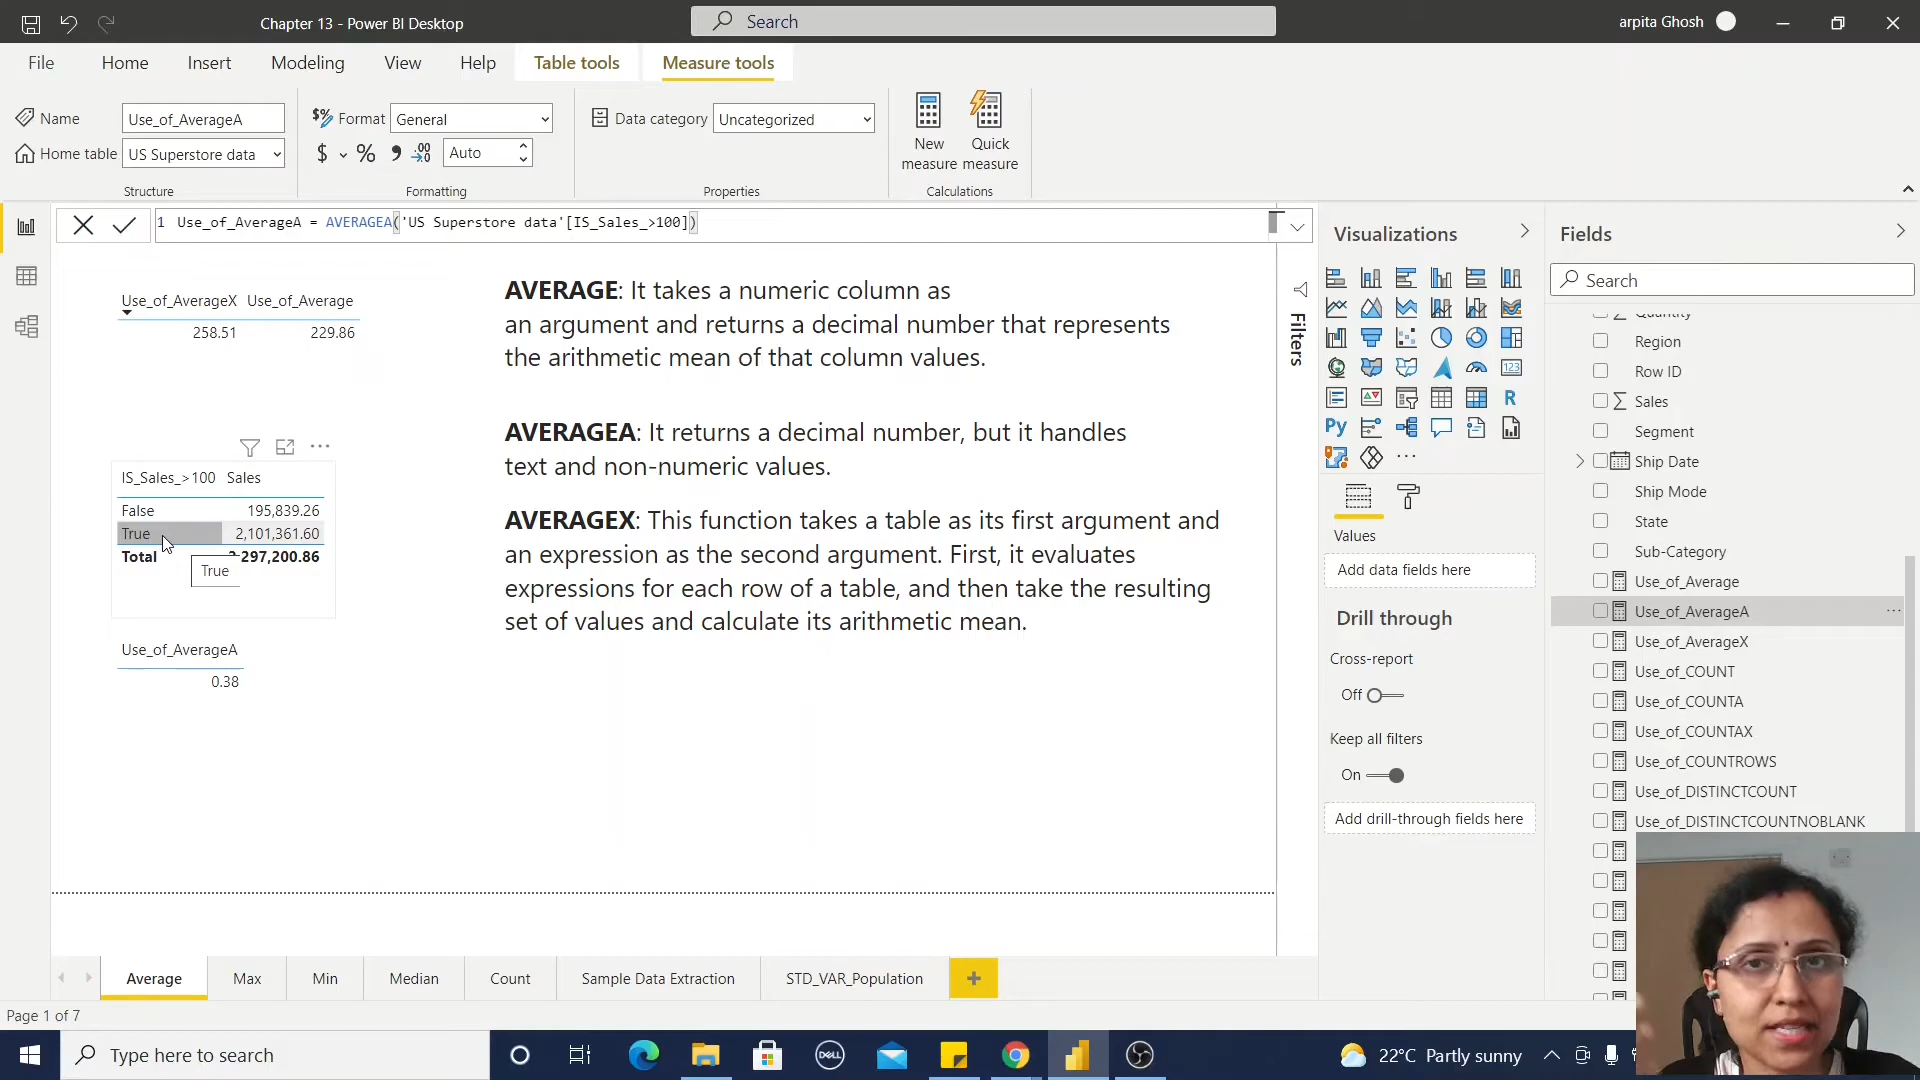 Chapter 13 - Power BI Desktop
Search
arpita Ghosh
File
Home
Insert
Modeling
View
Help
Table tools
Measure tools
Name
Use_of_AverageA
Home table
US Superstore data
Structure
Format
General
$
%
Auto
Formatting
Data category
Uncategorized
Properties
New
measure
Quick
measure
Calculations
1 Use_of_AverageA = AVERAGEA('US Superstore data'[IS_Sales_>100])
Use_of_AverageX Use_of_Average
258.51 229.86
IS_Sales_>100 Sales
False 195,839.26
True 2,101,361.60
Total 297,200.86
True
Use_of_AverageA
0.38
AVERAGE: It takes a numeric column as
an argument and returns a decimal number that represents
the arithmetic mean of that column values.
AVERAGEA: It returns a decimal number, but it handles
text and non-numeric values.
AVERAGEX: This function takes a table as its first argument and
an expression as the second argument. First, it evaluates
expressions for each row of a table, and then take the resulting
set of values and calculate its arithmetic mean.
Filters
Visualizations
123
R
Py
Values
Add data fields here
Drill through
Cross-report
Off
Keep all filters
On
Add drill-through fields here
Fields
Search
Quantity
Region
Row ID
Sales
Segment
Ship Date
Ship Mode
State
Sub-Category
Use_of_Average
Use_of_AverageA
Use_of_AverageX
Use_of_COUNT
Use_of_COUNTA
Use_of_COUNTAX
Use_of_COUNTROWS
Use_of_DISTINCTCOUNT
Use_of_DISTINCTCOUNTNOBLANK
Average
Max
Min
Median
Count
Sample Data Extraction
STD_VAR_Population
Page 1 of 7
Type here to search
DELL
22°C Partly sunny